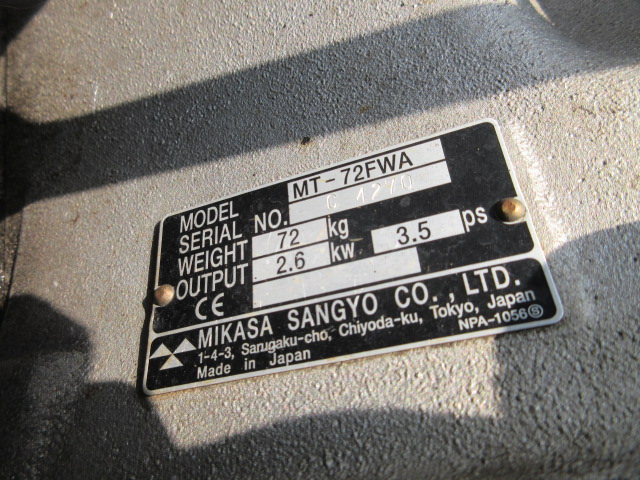 MODEL MT-72FWA
SERIAL NO. C 1270
WEIGHT 72 kg
OUTPUT 2.6 kw 3.5 ps
CE
MIKASA SANGYO CO., LTD.
1-4-3, Sarugaku-cho, Chiyoda-ku, Tokyo, Japan
Made in Japan NPA-1056Ⓢ